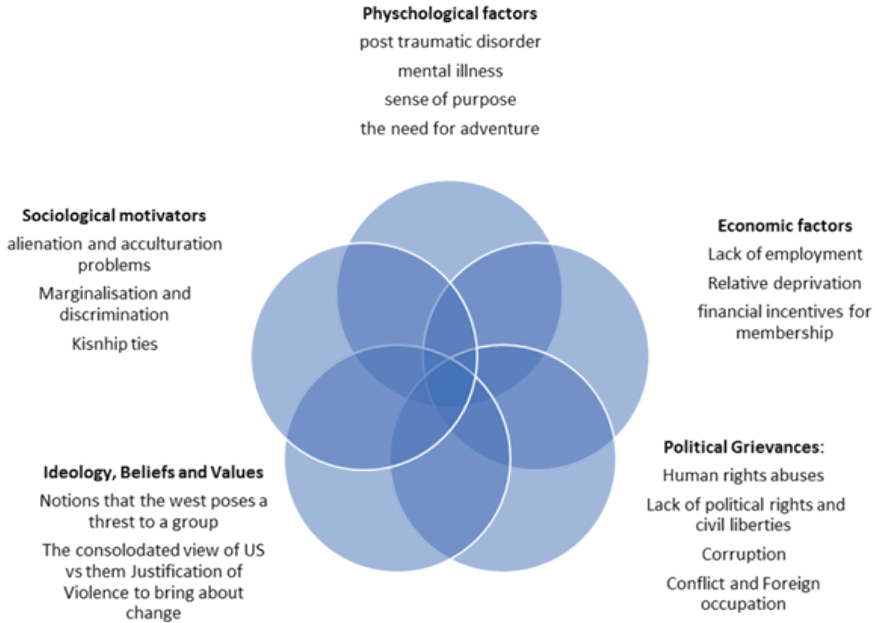 Physchological factors
post traumatic disorder
mental illness
sense of purpose
the need for adventure
Sociological motivators
alienation and acculturation
problems
Marginalisation and
discrimination
Kisnhip ties
Economic factors
Lack of employment
Relative deprivation
financial incentives for
membership
Ideology, Beliefs and Values
Notions that the west poses a
threst to a group
The consolodated view of US
vs them Justification of
Violence to bring about
change
Political Grievances:
Human rights abuses
Lack of political rights and
civil liberties
Corruption
Conflict and Foreign
occupation